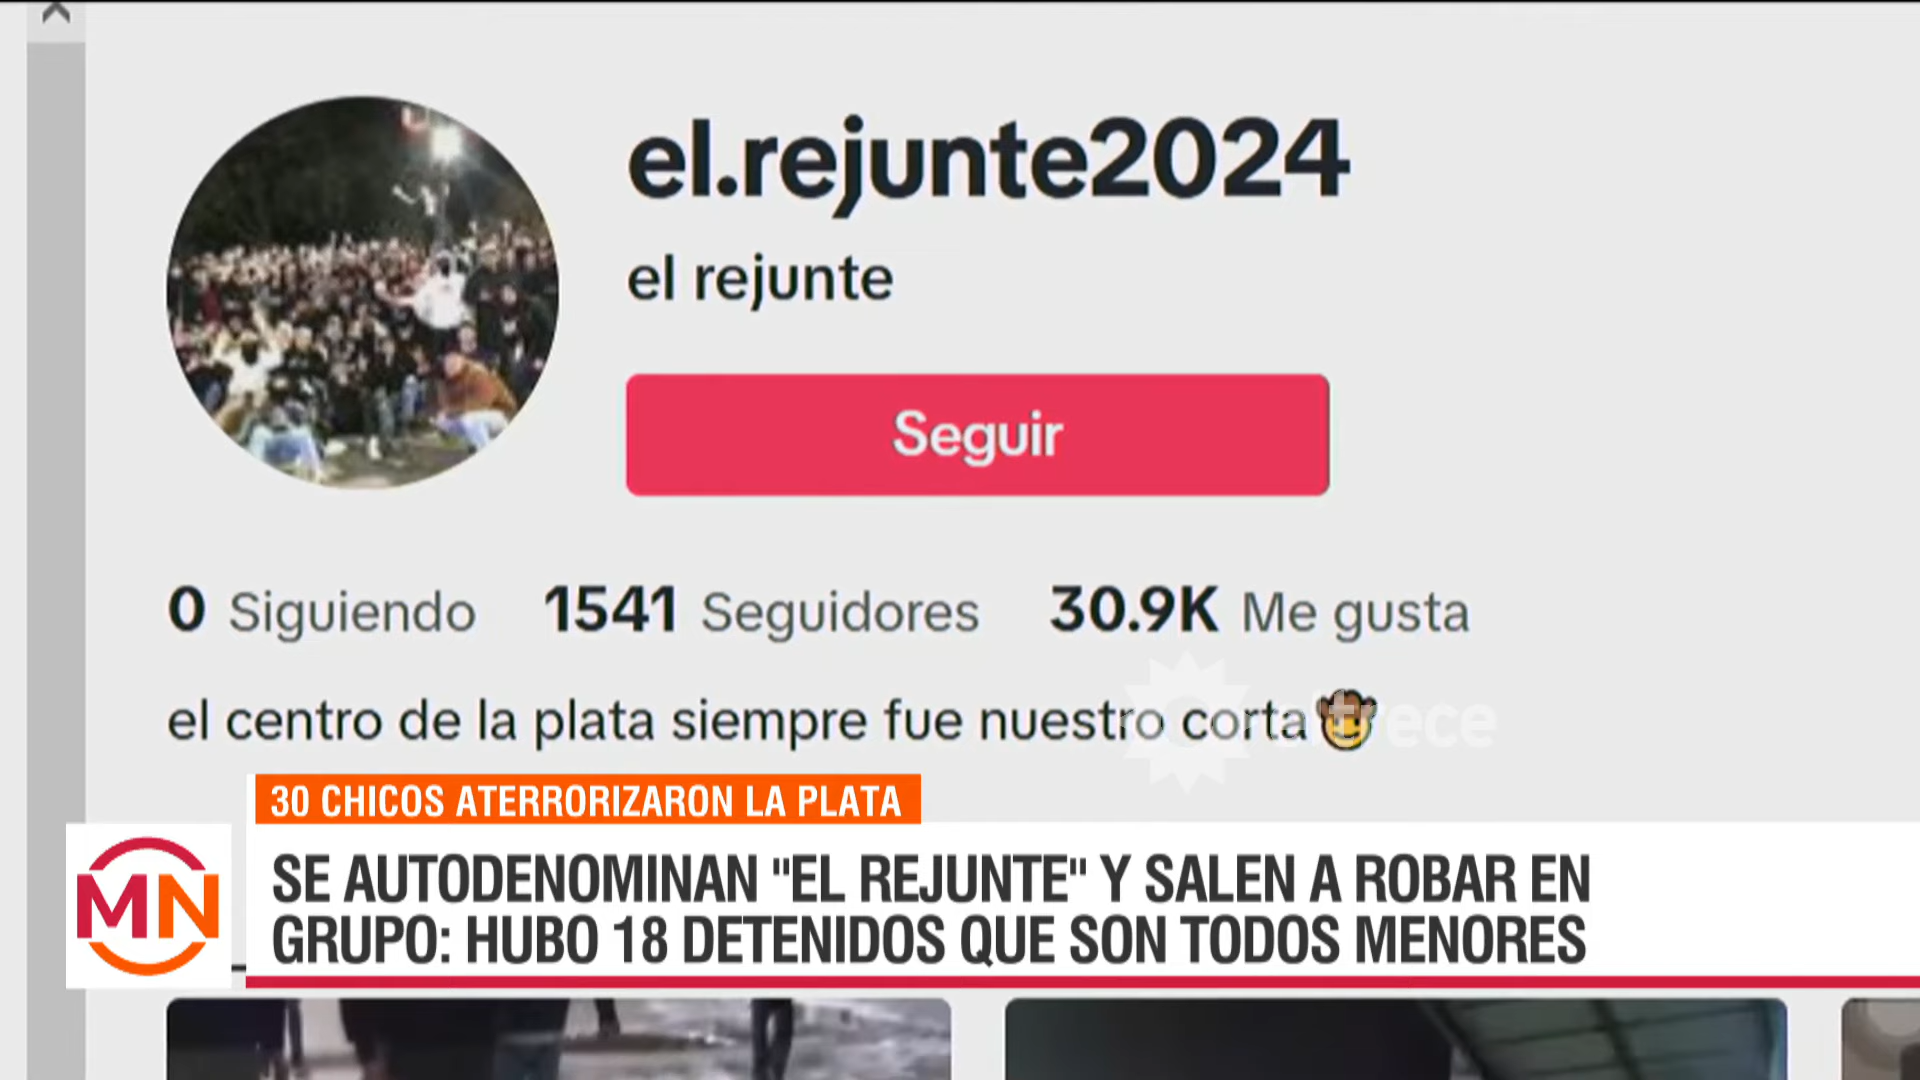 el.rejunte2024
el rejunte
Seguir
0 Siguiendo 1541 Seguidores 30.9K Me gusta
el centro de la plata siempre fue nuestro corta🤠
eltrece
30 CHICOS ATERRORIZARON LA PLATA
MN
SE AUTODENOMINAN "EL REJUNTE" Y SALEN A ROBAR EN
GRUPO: HUBO 18 DETENIDOS QUE SON TODOS MENORES